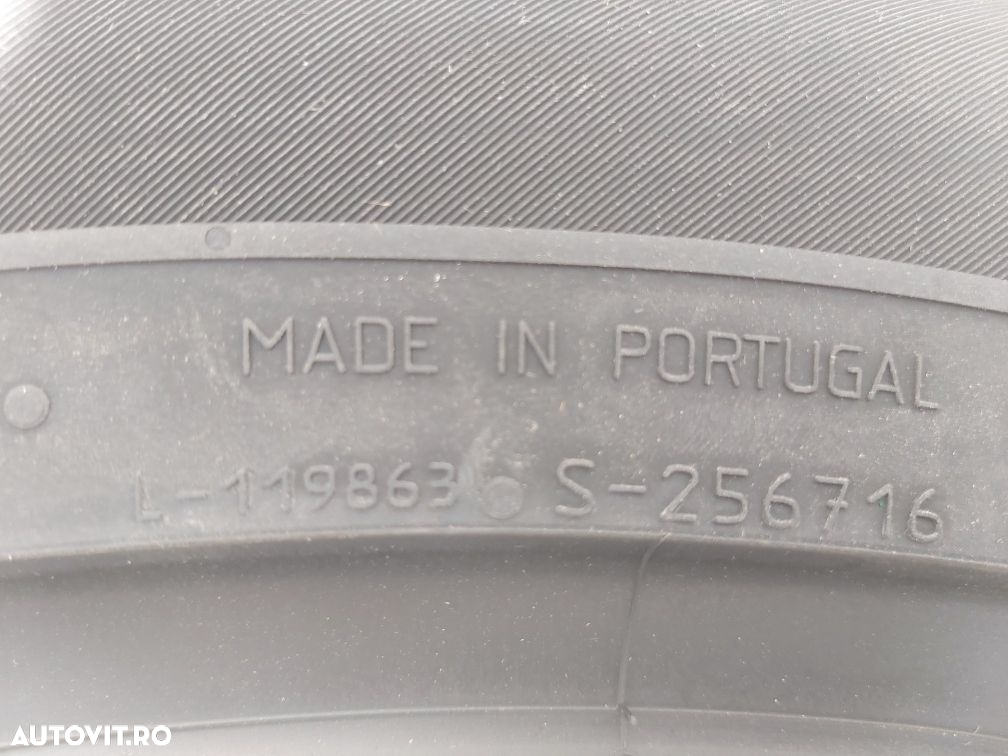 MADE IN PORTUGAL
L-119863 S-256716
AUTOVIT.RO